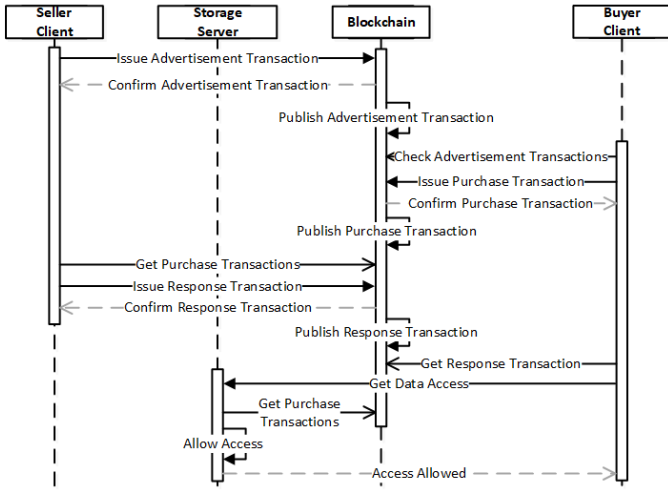 Seller
Client
Storage
Server
Blockchain
Buyer
Client
Issue Advertisement Transaction
Confirm Advertisement Transaction
Publish Advertisement Transaction
Check Advertisement Transactions
Issue Purchase Transaction
Confirm Purchase Transaction
Publish Purchase Transaction
Get Purchase Transactions
Issue Response Transaction
Confirm Response Transaction
Publish Response Transaction
Get Response Transaction
Get Data Access
Get Purchase
Transactions
Allow Access
Access Allowed